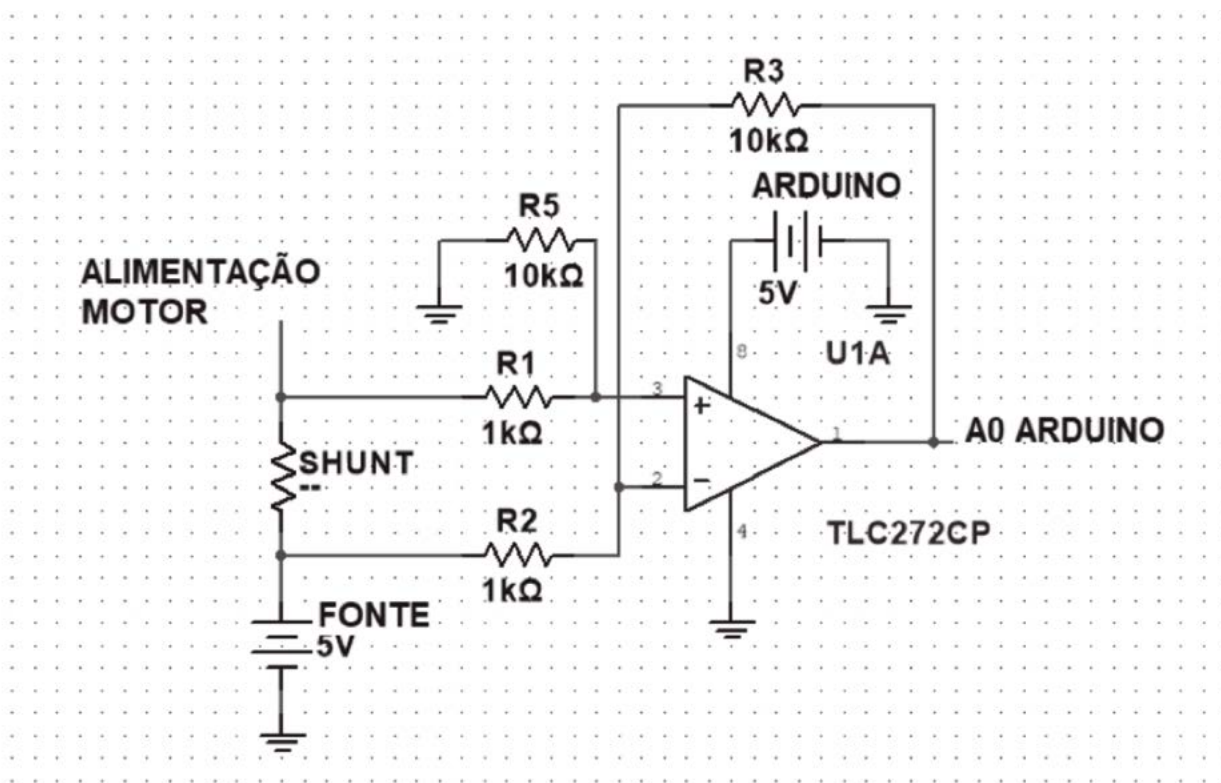 R3
10kΩ
ARDUINO
R5
10kΩ
5V
ALIMENTAÇÃO
MOTOR
8
U1A
R1
3
+
1kΩ
1
A0 ARDUINO
SHUNT
--
2
−
R2
4
TLC272CP
1kΩ
FONTE
5V